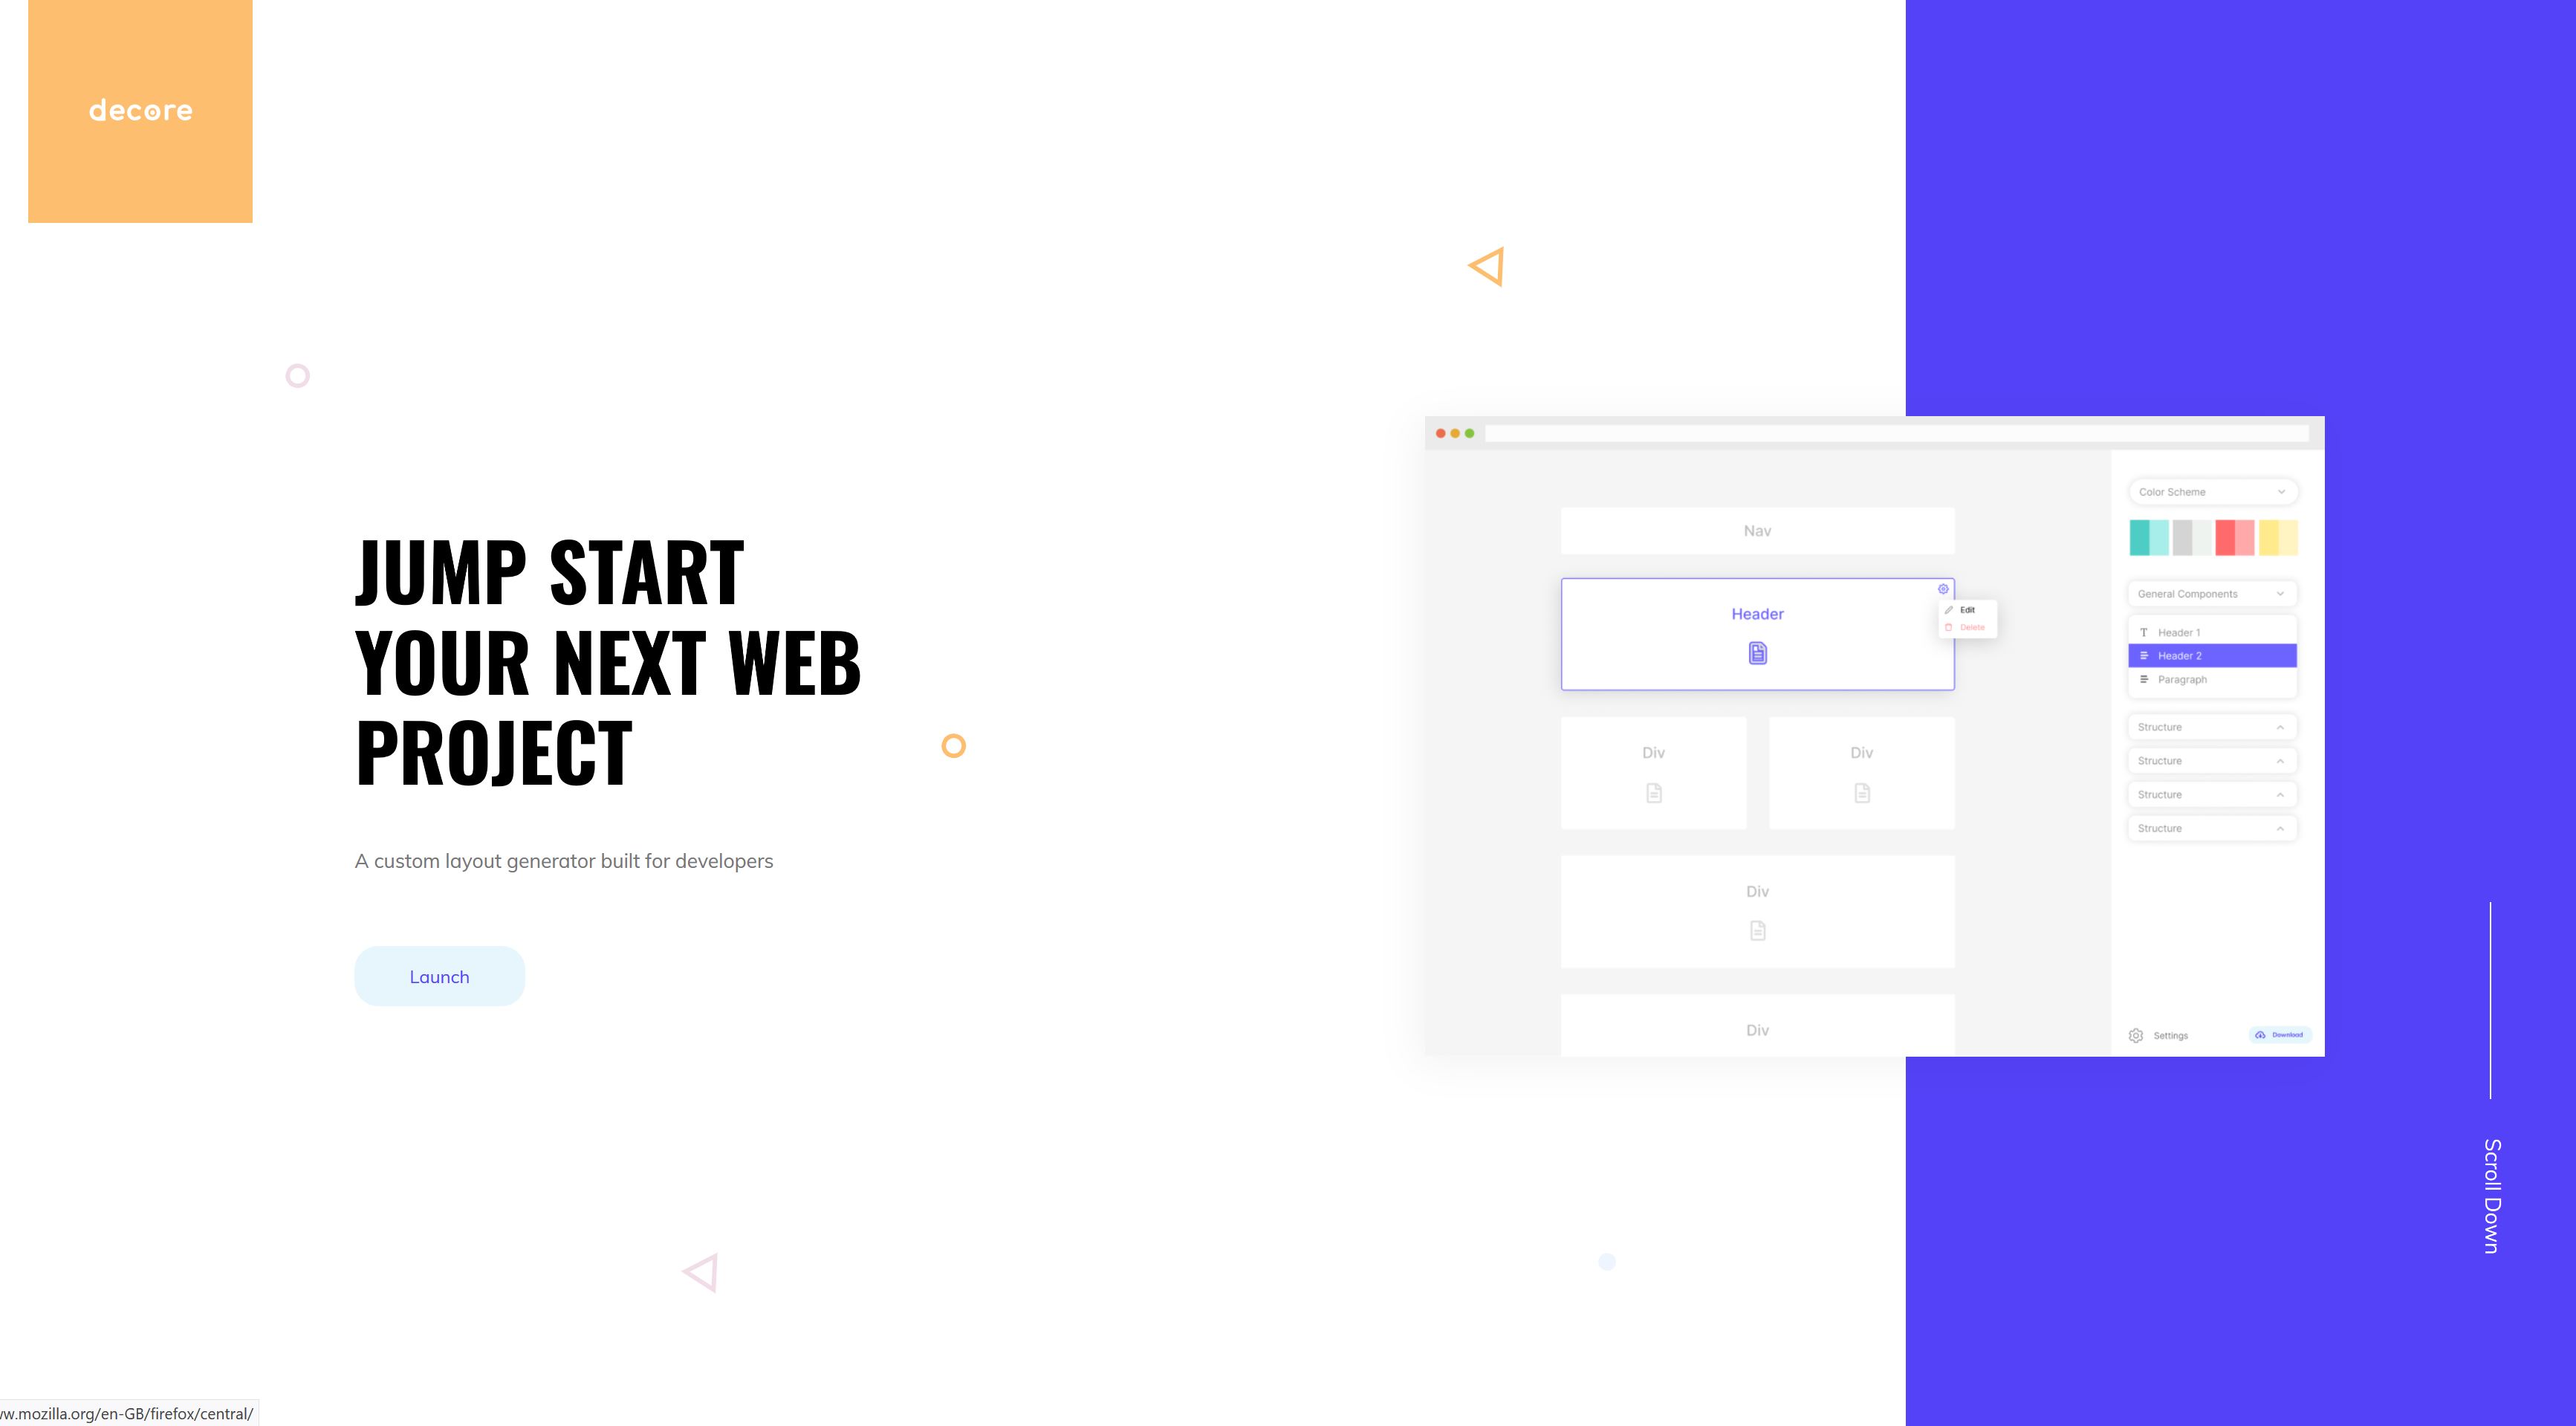 decore
JUMP START
YOUR NEXT WEB
PROJECT
A custom layout generator built for developers
Launch
Nav
Header
Edit
Delete
Div
Div
Div
Div
Color Scheme
General Components
Header 1
Header 2
Paragraph
Structure
Structure
Structure
Structure
Settings
Download
Scroll Down
w.mozilla.org/en-GB/firefox/central/